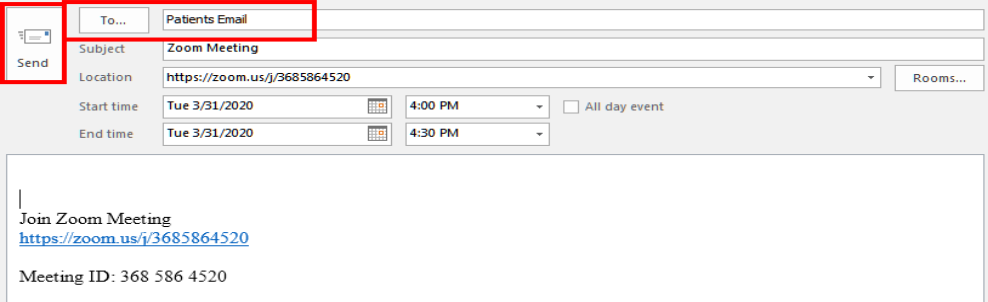 To... Patients Email
Send
Subject Zoom Meeting
Location https://zoom.us/j/3685864520 Rooms...
Start time Tue 3/31/2020 4:00 PM All day event
End time Tue 3/31/2020 4:30 PM
Join Zoom Meeting
https://zoom.us/j/3685864520
Meeting ID: 368 586 4520